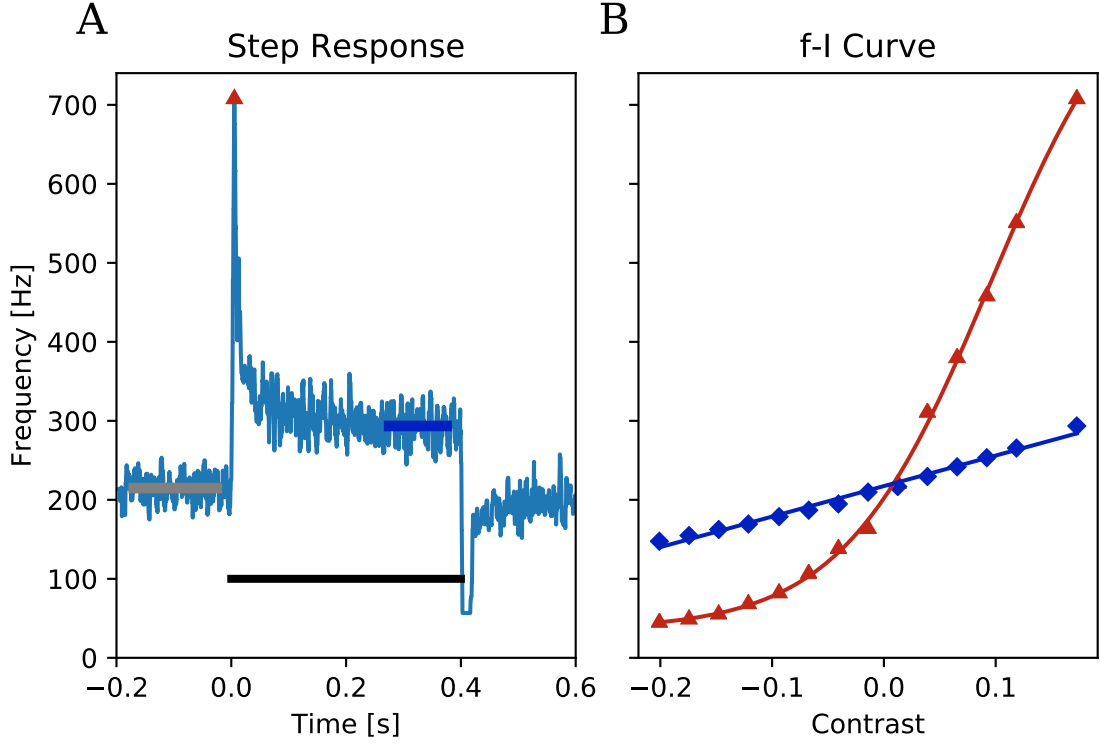 A
Step Response
700
600
500
400
300
200
100
0
Frequency [Hz]
−0.2
0.0
0.2
0.4
0.6
Time [s]
B
f-I Curve
−0.2
−0.1
0.0
0.1
Contrast